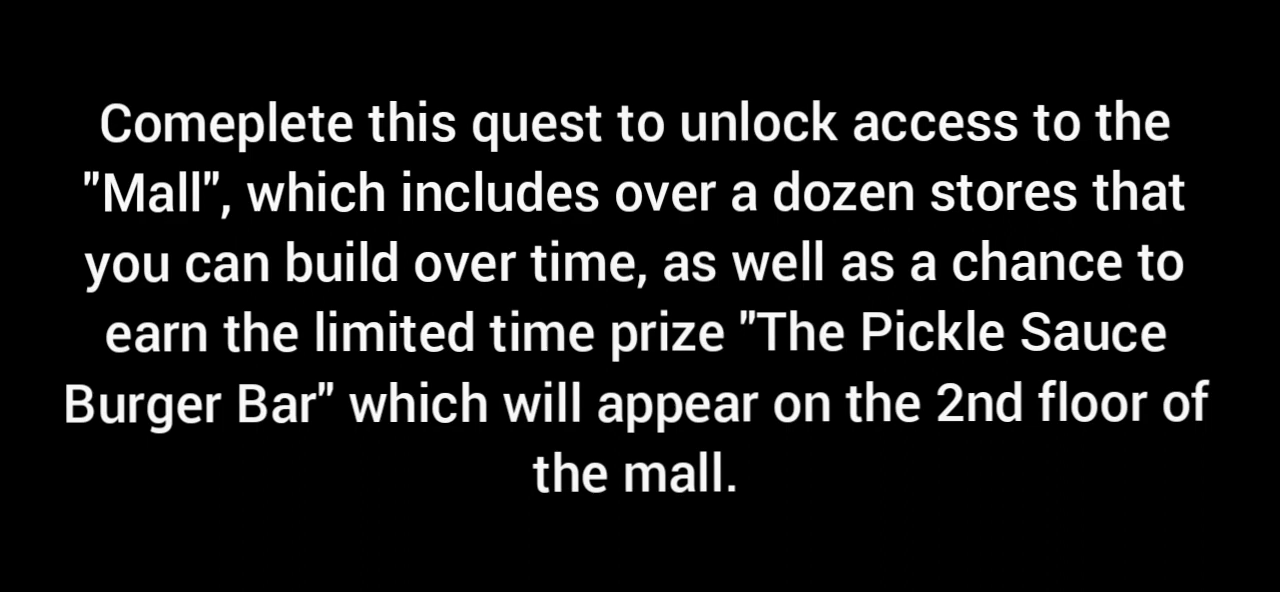 Comeplete this quest to unlock access to the
"Mall", which includes over a dozen stores that
you can build over time, as well as a chance to
earn the limited time prize "The Pickle Sauce
Burger Bar" which will appear on the 2nd floor of
the mall.